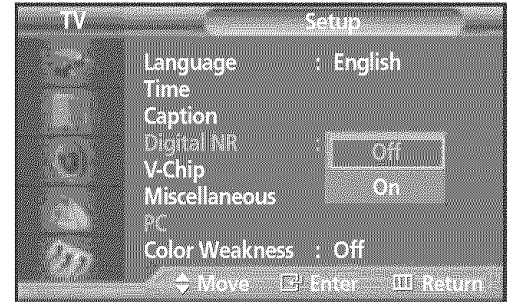 TV Setup
Language : English
Time
Caption
Digital NR : Off
V-Chip On
Miscellaneous
PC
Color Weakness : Off
Move Enter Return